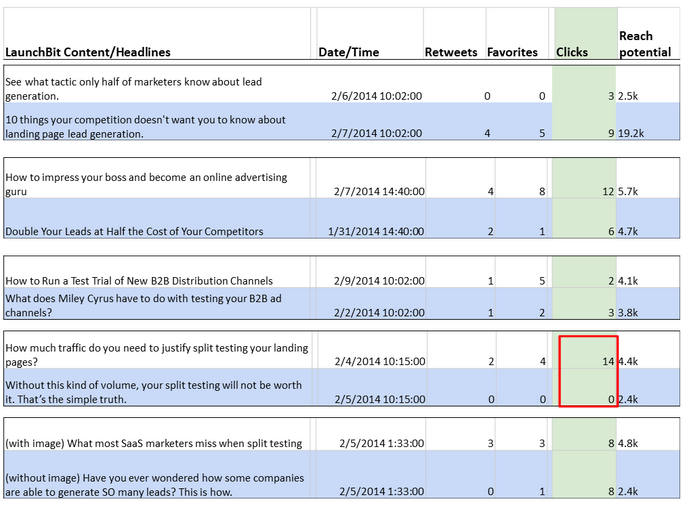 LaunchBit Content/Headlines Date/Time Retweets Favorites Clicks Reach potential
See what tactic only half of marketers know about lead
generation. 2/6/2014 10:02:00 0 0 3 2.5k
10 things your competition doesn't want you to know about
landing page lead generation. 2/7/2014 10:02:00 4 5 9 19.2k
How to impress your boss and become an online advertising
guru 2/7/2014 14:40:00 4 8 12 5.7k
Double Your Leads at Half the Cost of Your Competitors 1/31/2014 14:40:00 2 1 6 4.7k
How to Run a Test Trial of New B2B Distribution Channels 2/9/2014 10:02:00 1 5 2 4.1k
What does Miley Cyrus have to do with testing your B2B ad
channels? 2/2/2014 10:02:00 1 2 3 3.8k
How much traffic do you need to justify split testing your landing
pages? 2/4/2014 10:15:00 2 4 14 4.4k
Without this kind of volume, your split testing will not be worth
it. That’s the simple truth. 2/5/2014 10:15:00 0 0 0 2.4k
(with image) What most SaaS marketers miss when split testing 2/5/2014 1:33:00 3 3 8 4.8k
(without image) Have you ever wondered how some companies
are able to generate SO many leads? This is how. 2/5/2014 1:33:00 0 1 8 2.4k